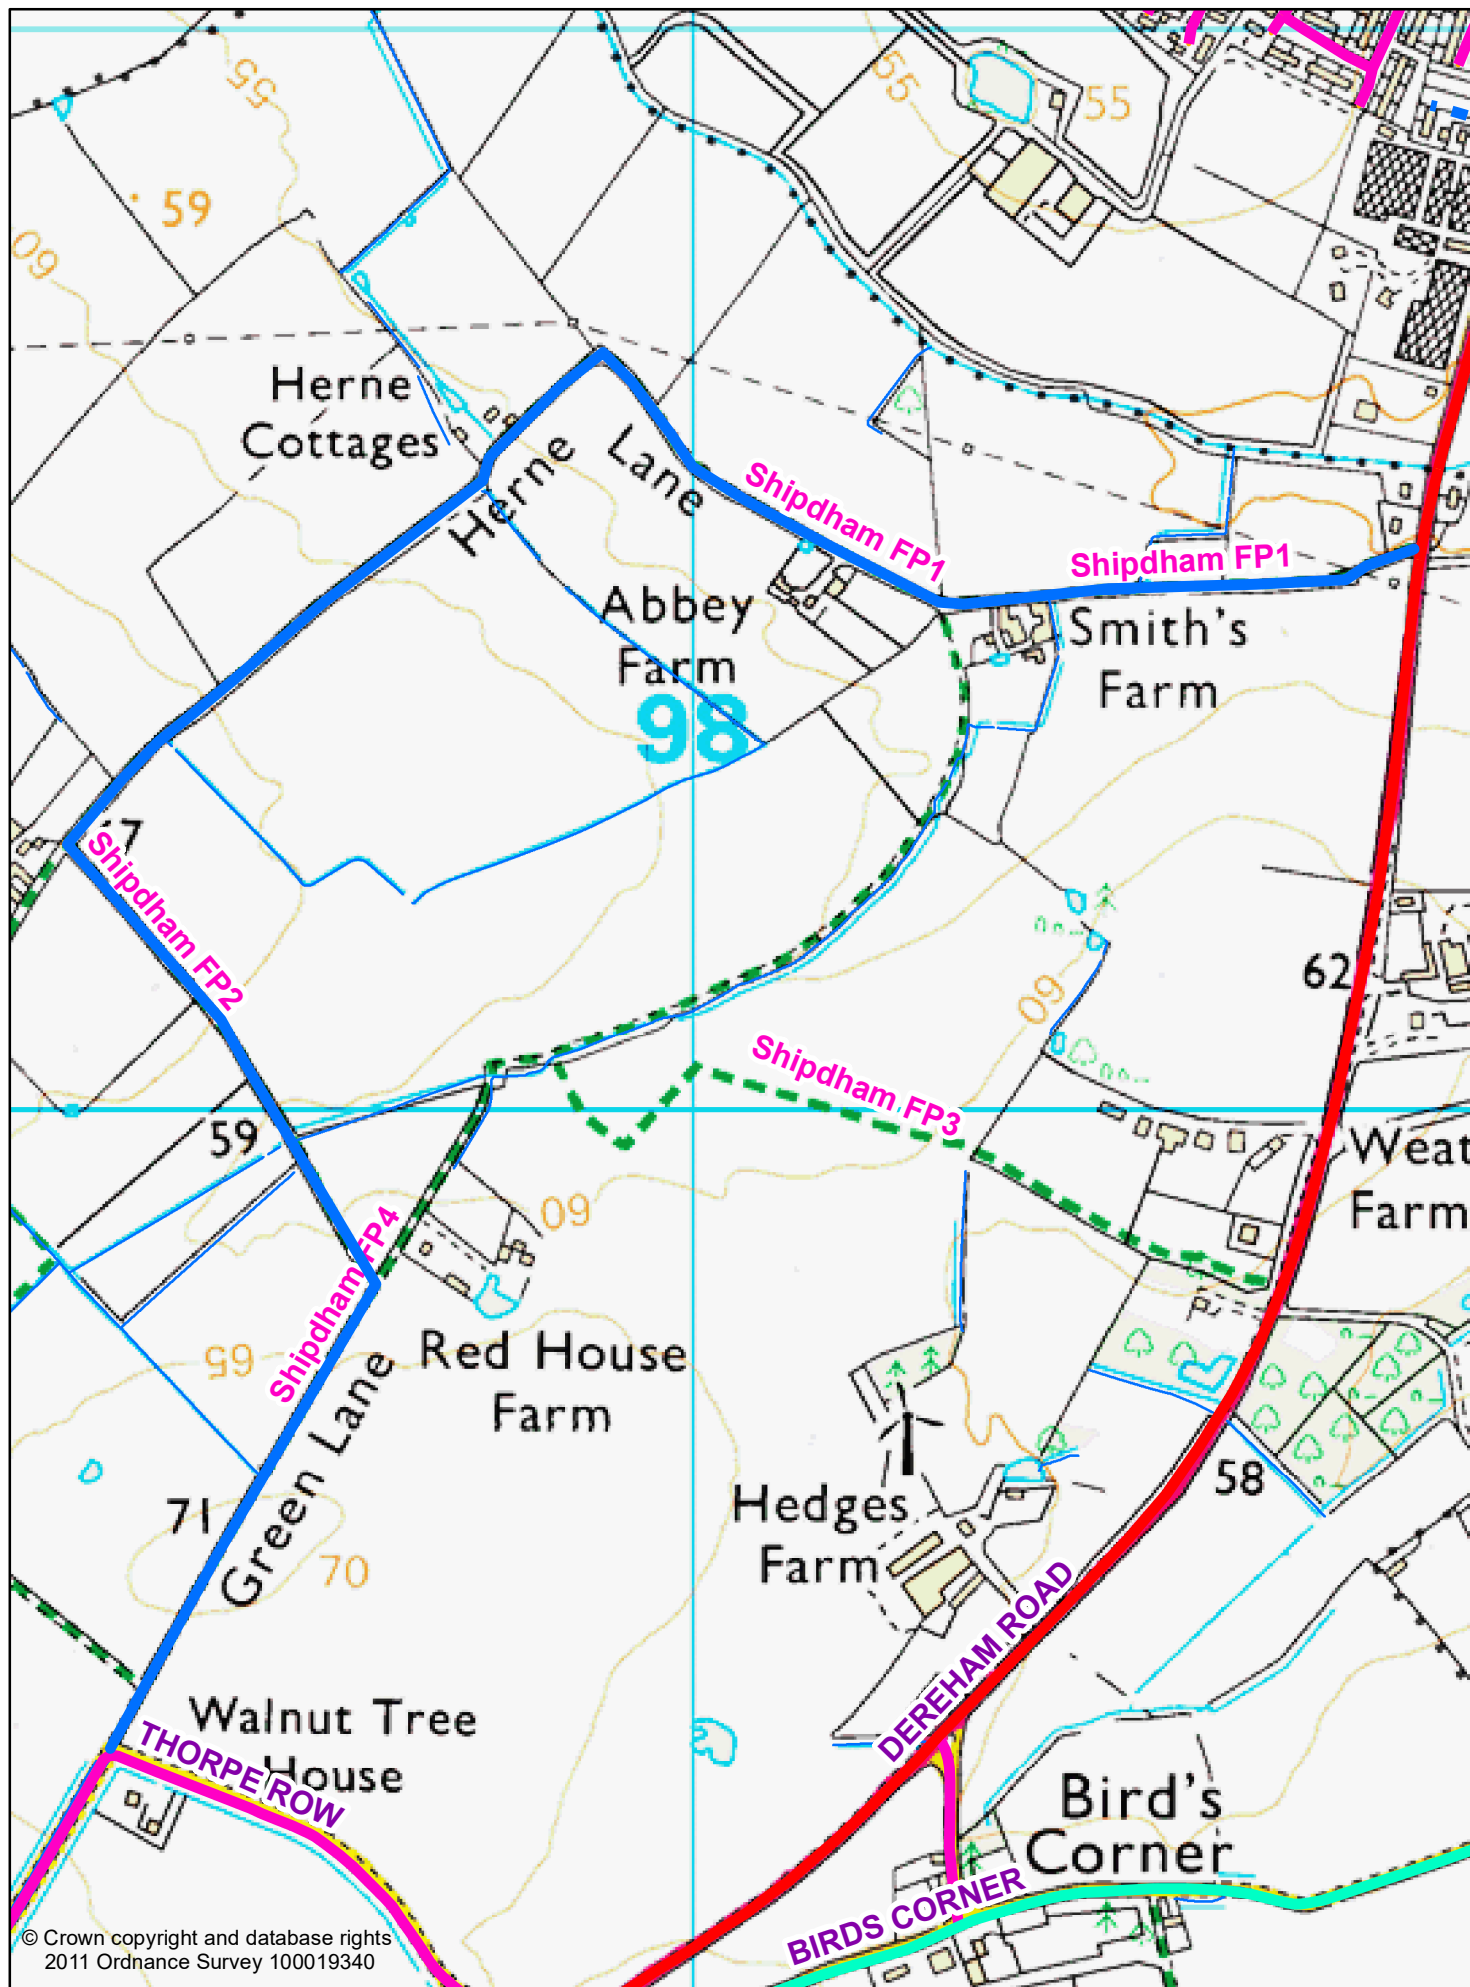 55
55
55
59
60
Herne
Cottages
Herne
Lane
Shipdham FP1
Shipdham FP1
Abbey
Farm
Smith's
Farm
98
Shipdham FP2
62
60
Shipdham FP3
59
Weat
Farm
60
Shipdham FP4
65
Red House
Farm
Green Lane
71
70
58
Hedges
Farm
DEREHAM ROAD
Walnut Tree
House
THORPE ROW
Bird's
Corner
BIRDS CORNER
© Crown copyright and database rights
2011 Ordnance Survey 100019340